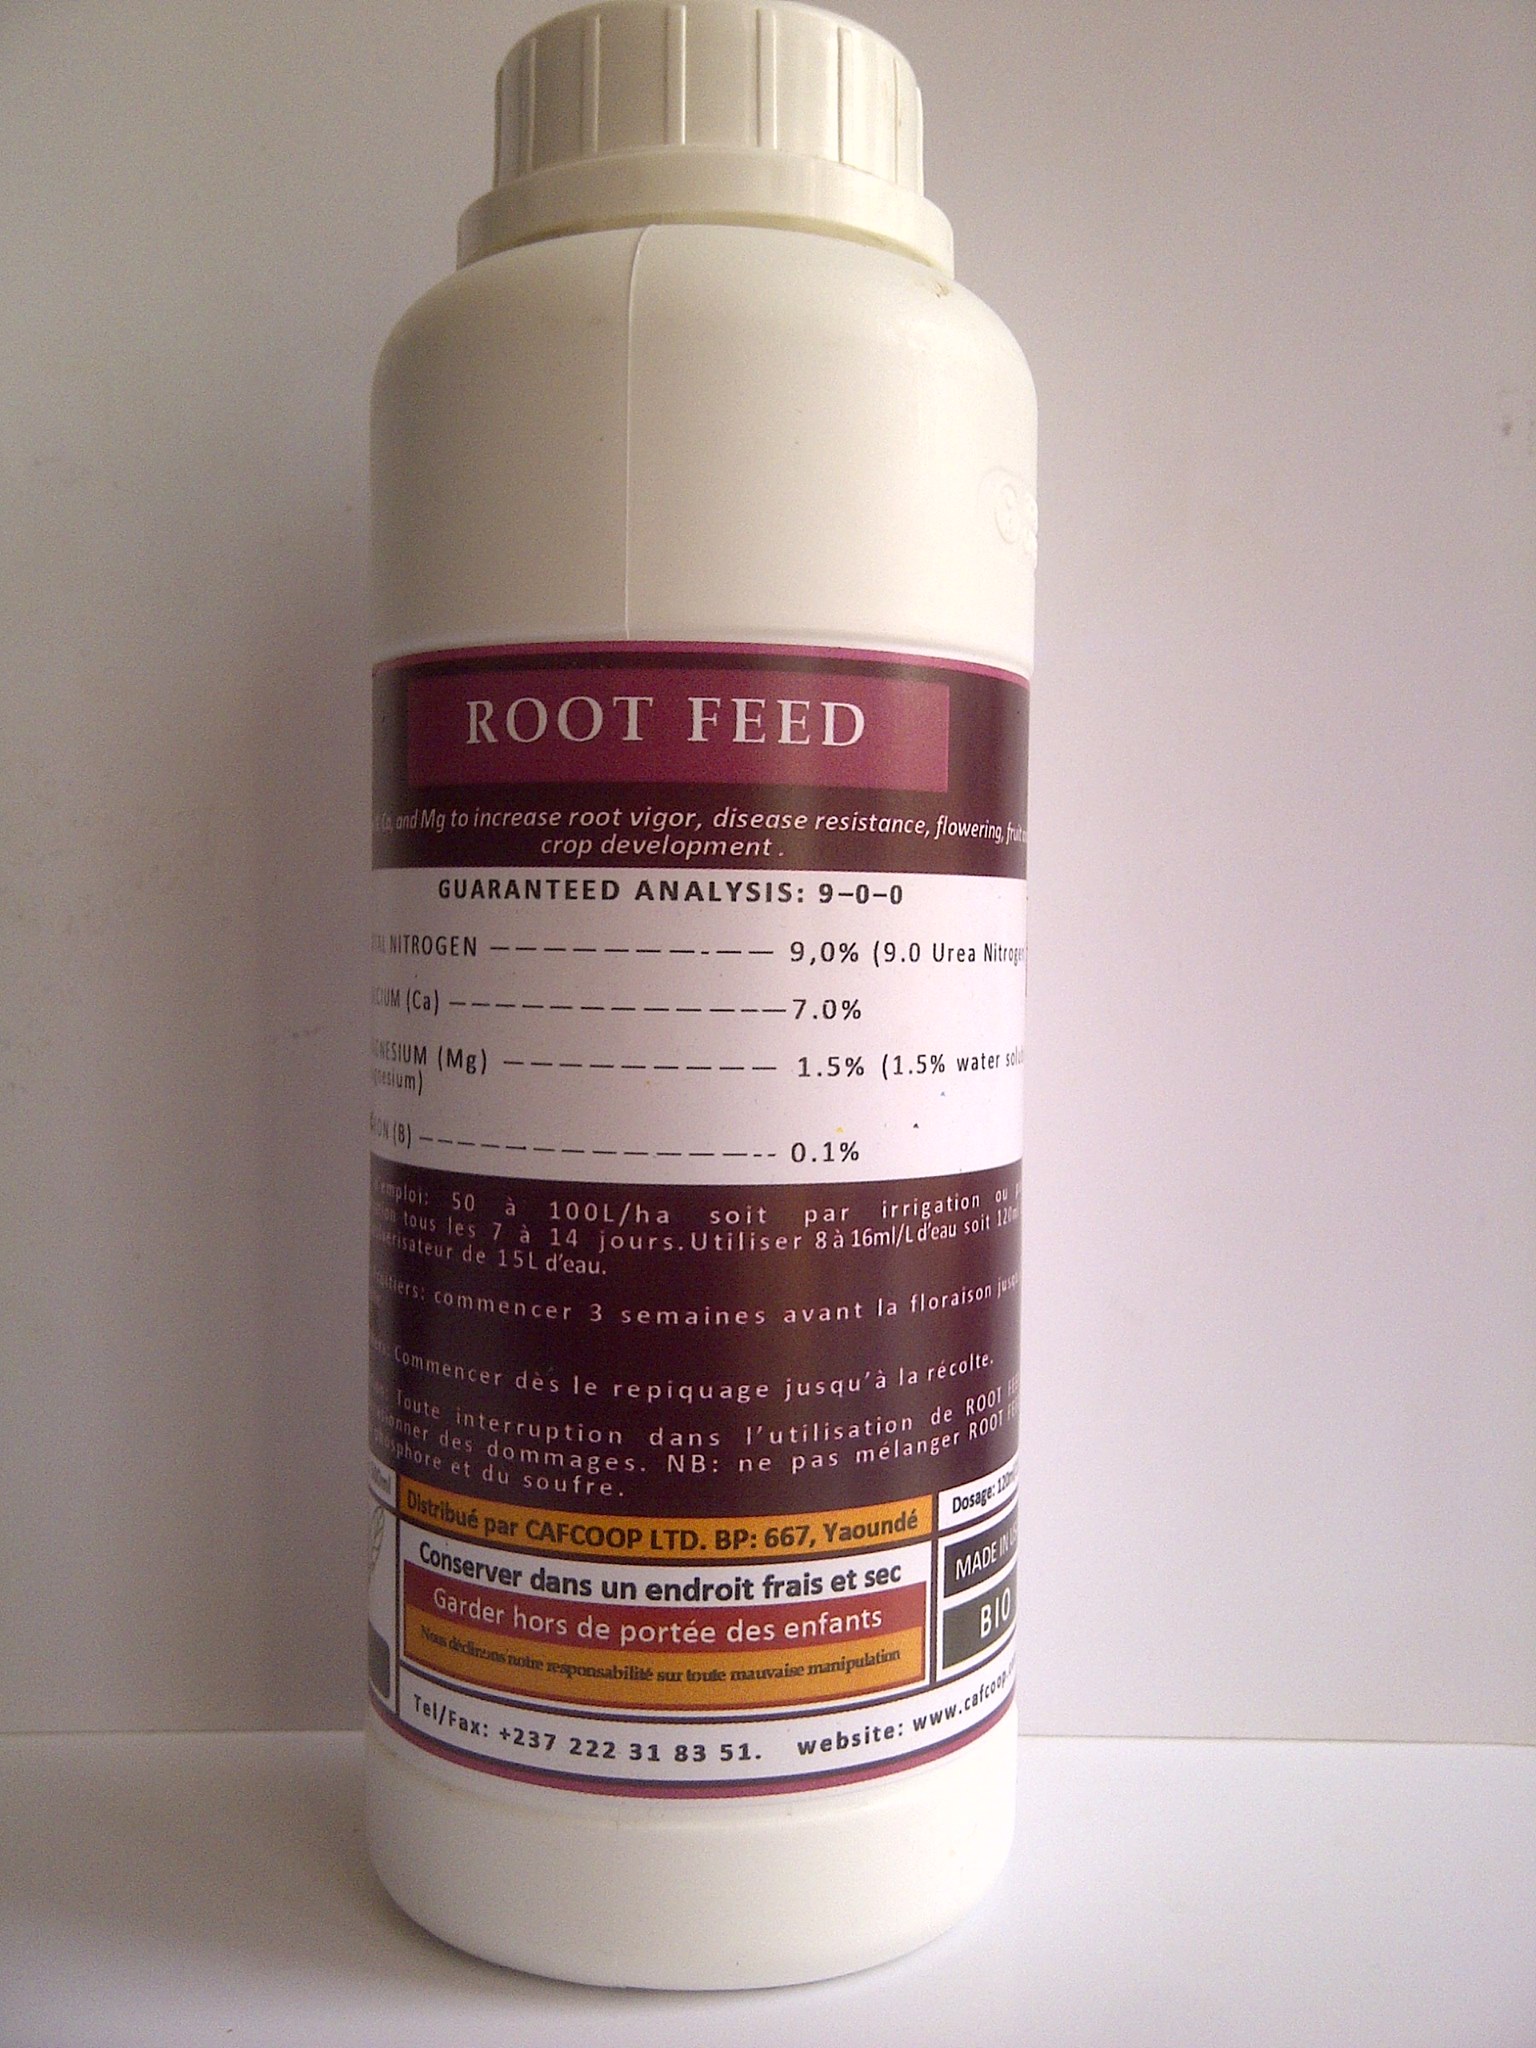 ROOT FEED
Ca, and Mg to increase root vigor, disease resistance, flowering, fruit
crop development .
GUARANTEED ANALYSIS: 9–0–0
NITROGEN — — — — — — — — - — — 9,0% (9.0 Urea Nitrogen
(Ca) — — — — — — — — — — — — — 7.0%
(Mg) — — — — — — — — — — — 1.5% (1.5% water
(B) — — — — — — — — — — — — -- 0.1%
50 à 100L/ha soit par irrigation ou
tous les 7 à 14 jours.Utiliser 8 à 16ml/L d'eau soit 120ml
de 15L d'eau.
commencer 3 semaines avant la floraison
Commencer dès le repiquage jusqu'à la récolte.
Toute interruption dans l'utilisation de ROOT
des dommages. NB: ne pas mélanger ROOT
et du soufre.
Distribué par CAFCOOP LTD. BP: 667, Yaoundé
Conserver dans un endroit frais et sec
Garder hors de portée des enfants
Nous déclinons notre responsabilité sur toute mauvaise manipulation
Dosage: 120ml
MADE IN
BIO
Tel/Fax: +237 222 31 83 51. website: www.cafcoop.